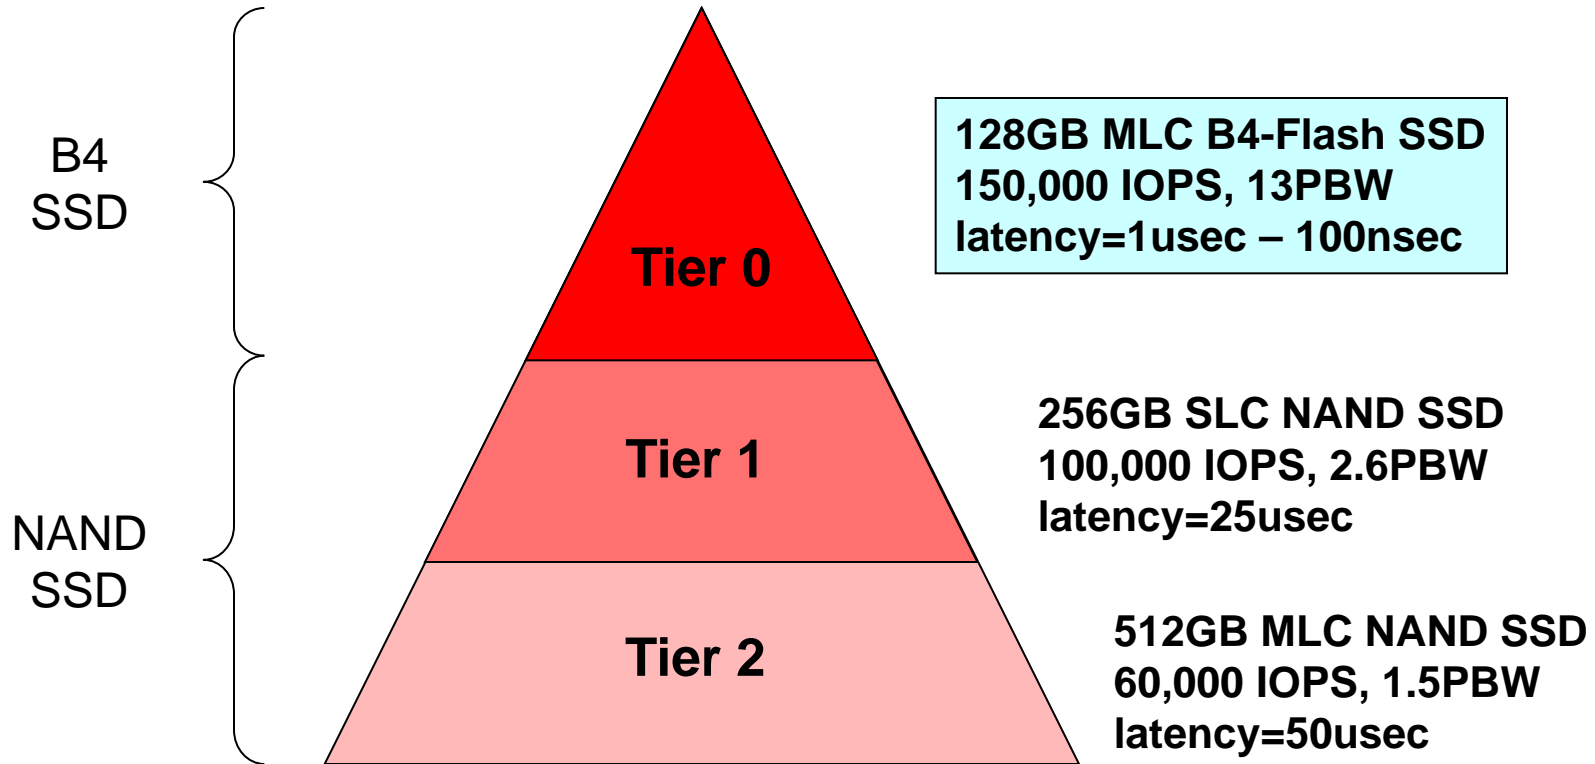 B4
SSD
Tier 0
128GB MLC B4-Flash SSD
150,000 IOPS, 13PBW
latency=1usec – 100nsec
NAND
SSD
Tier 1
256GB SLC NAND SSD
100,000 IOPS, 2.6PBW
latency=25usec
Tier 2
512GB MLC NAND SSD
60,000 IOPS, 1.5PBW
latency=50usec